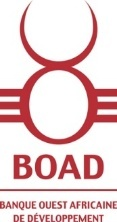 BOAD
BANQUE OUEST AFRICAINE
DE DÉVELOPPEMENT